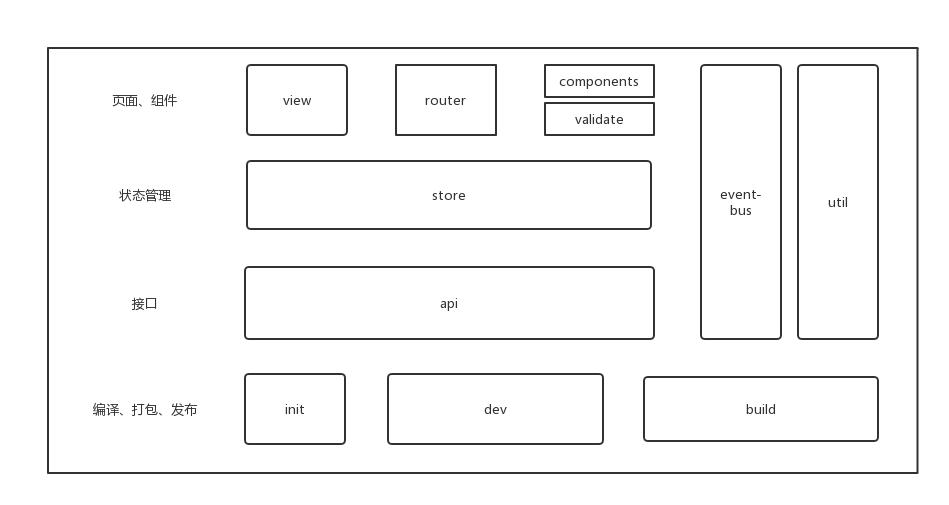 页面、组件
view
router
components
validate
状态管理
store
event-
bus
util
接口
api
编译、打包、发布
init
dev
build